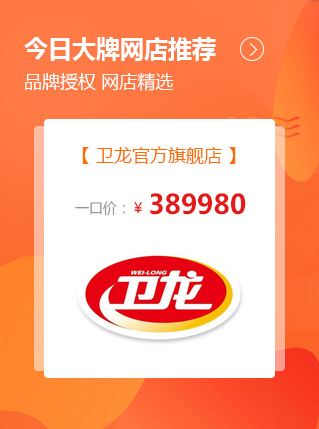 今日大牌网店推荐
品牌授权 网店精选
【 卫龙官方旗舰店 】
一口价：¥ 389980
WEI-LONG
卫龙